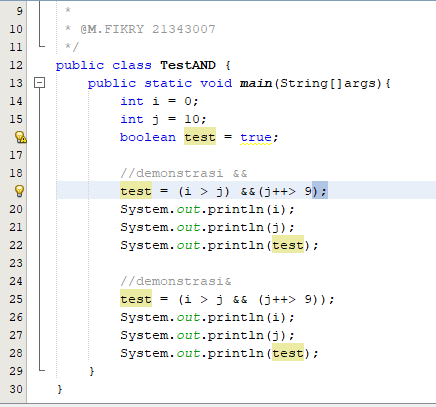 9 *
10 * @M.FIKRY 21343007
11 */
12 public class TestAND {
13 public static void main(String[]args){
14 int i = 0;
15 int j = 10;
boolean test = true;
17
18 //demonstrasi &&
test = (i > j) &&(j++> 9);
20 System.out.println(i);
21 System.out.println(j);
22 System.out.println(test);
23
24 //demonstrasi&
25 test = (i > j && (j++> 9));
26 System.out.println(i);
27 System.out.println(j);
28 System.out.println(test);
29 }
30 }